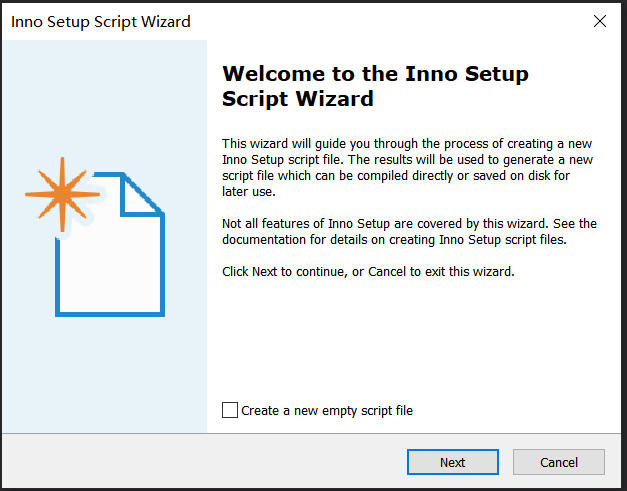 Inno Setup Script Wizard
Welcome to the Inno Setup
Script Wizard
This wizard will guide you through the process of creating a new
Inno Setup script file. The results will be used to generate a new
script file which can be compiled directly or saved on disk for
later use.
Not all features of Inno Setup are covered by this wizard. See the
documentation for details on creating Inno Setup script files.
Click Next to continue, or Cancel to exit this wizard.
Create a new empty script file
Next
Cancel